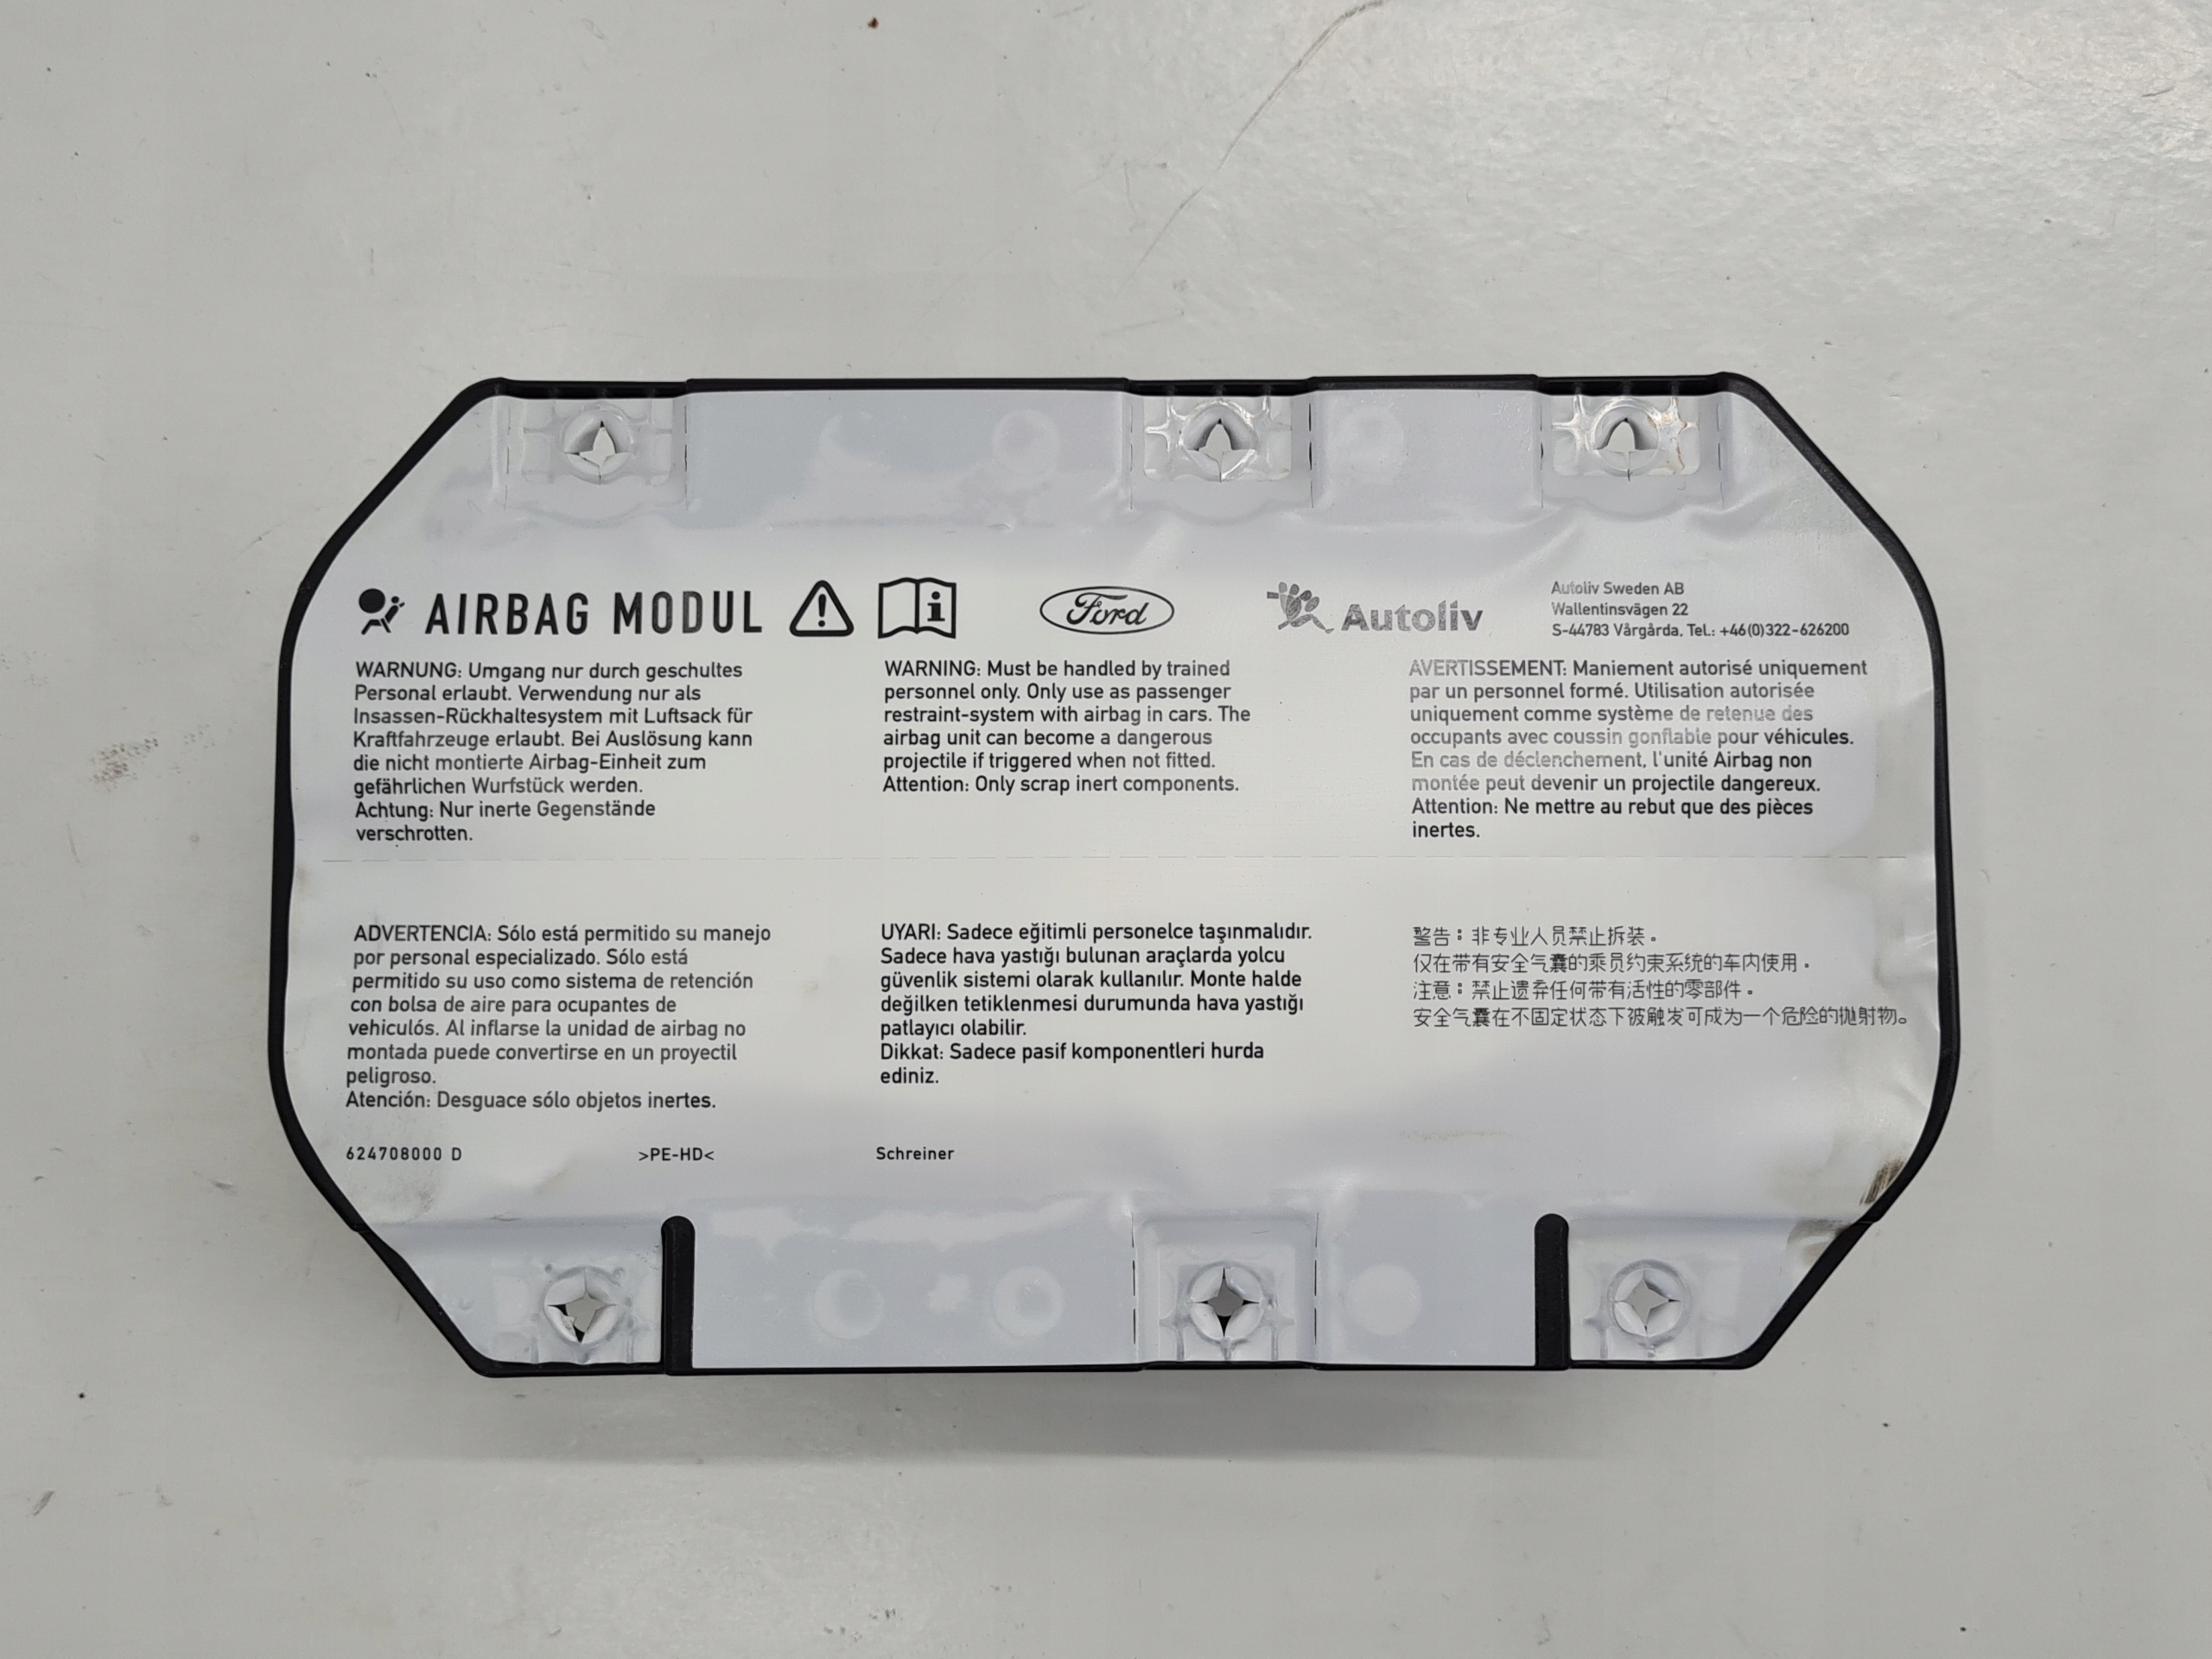 AIRBAG MODUL
Ford
Autoliv
Autoliv Sweden AB
Wallentinsvägen 22
S-44783 Vårgårda, Tel.: +46(0)322-626200
WARNUNG: Umgang nur durch geschultes
Personal erlaubt. Verwendung nur als
Insassen-Rückhaltesystem mit Luftsack für
Kraftfahrzeuge erlaubt. Bei Auslösung kann
die nicht montierte Airbag-Einheit zum
gefährlichen Wurfstück werden.
Achtung: Nur inerte Gegenstände
verschrotten.
WARNING: Must be handled by trained
personnel only. Only use as passenger
restraint-system with airbag in cars. The
airbag unit can become a dangerous
projectile if triggered when not fitted.
Attention: Only scrap inert components.
AVERTISSEMENT: Maniement autorisé uniquement
par un personnel formé. Utilisation autorisée
uniquement comme système de retenue des
occupants avec coussin gonflable pour véhicules.
En cas de déclenchement, l'unité Airbag non
montée peut devenir un projectile dangereux.
Attention: Ne mettre au rebut que des pièces
inertes.
ADVERTENCIA: Sólo está permitido su manejo
por personal especializado. Sólo está
permitido su uso como sistema de retención
con bolsa de aire para ocupantes de
vehiculós. Al inflarse la unidad de airbag no
montada puede convertirse en un proyectil
peligroso.
Atención: Desguace sólo objetos inertes.
UYARI: Sadece eğitimli personelce taşınmalıdır.
Sadece hava yastığı bulunan araçlarda yolcu
güvenlik sistemi olarak kullanılır. Monte halde
değilken tetiklenmesi durumunda hava yastığı
patlayıcı olabilir.
Dikkat: Sadece pasif komponentleri hurda
ediniz.
警告：非专业人员禁止拆装。
仅在带有安全气囊的乘员约束系统的车内使用。
注意：禁止遗弃任何带有活性的零部件。
安全气囊在不固定状态下被触发可成为一个危险的抛射物。
624708000 D
>PE-HD<
Schreiner